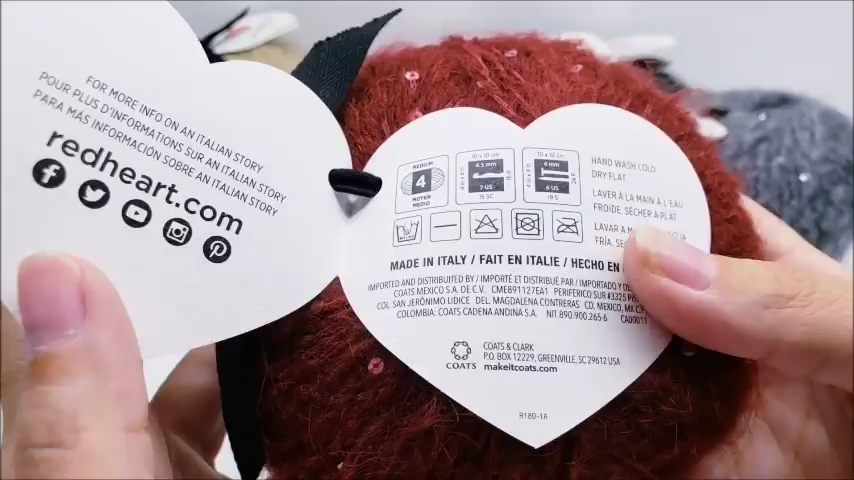 FOR MORE INFO ON AN ITALIAN STORY
POUR PLUS D'INFORMATIONS SUR AN ITALIAN STORY
PARA MAS INFORMACIÓN SOBRE AN ITALIAN STORY
redheart.com
MEDIUM
4
MOYEN
MEDIO
10 x 10 cm
4.5 mm
7 US
15 SC
10 x 10 cm
4 mm
6 US
19 S
HAND WASH COLD
DRY FLAT
LAVER À LA MAIN À L'EAU
FROIDE. SÉCHER À PLAT
LAVAR A
FRÍA.
MADE IN ITALY / FAIT EN ITALIE / HECHO EN
IMPORTED AND DISTRIBUTED BY / IMPORTÉ ET DISTRIBUÉ PAR / IMPORTADO Y
COATS MEXICO S.A. DE C.V. CME891127EA1 PERIFERICO SUR #3325 P
COL. SAN JERÓNIMO LIDICE DEL MAGDALENA CONTRERAS CD. MEXICO, MX C.P.
COLOMBIA: COATS CADENA ANDINA S.A. NIT 890.900.265-6 CA00011
COATS
COATS & CLARK
P.O. BOX 12229, GREENVILLE, SC 29612 USA
makeitcoats.com
R180-1A